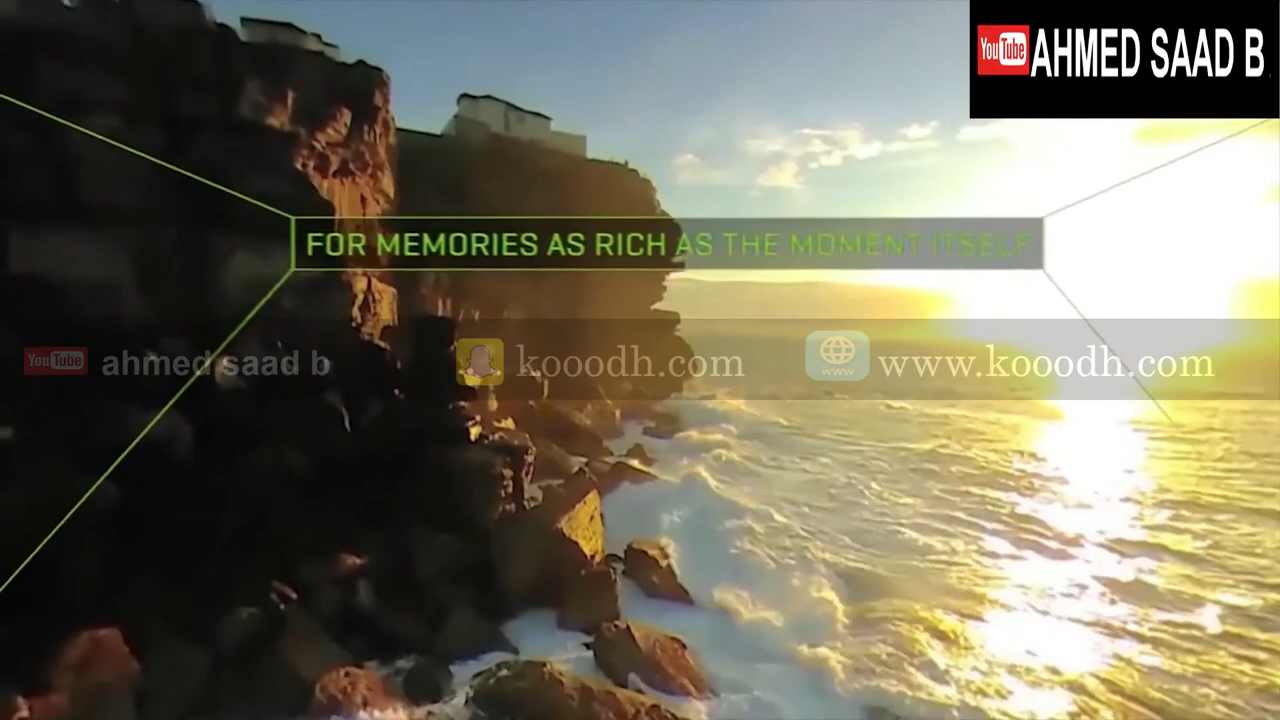 YouTube AHMED SAAD B
FOR MEMORIES AS RICH AS THE MOMENT ITSELF
YouTube ahmed saad b kooodh.com www www.kooodh.com